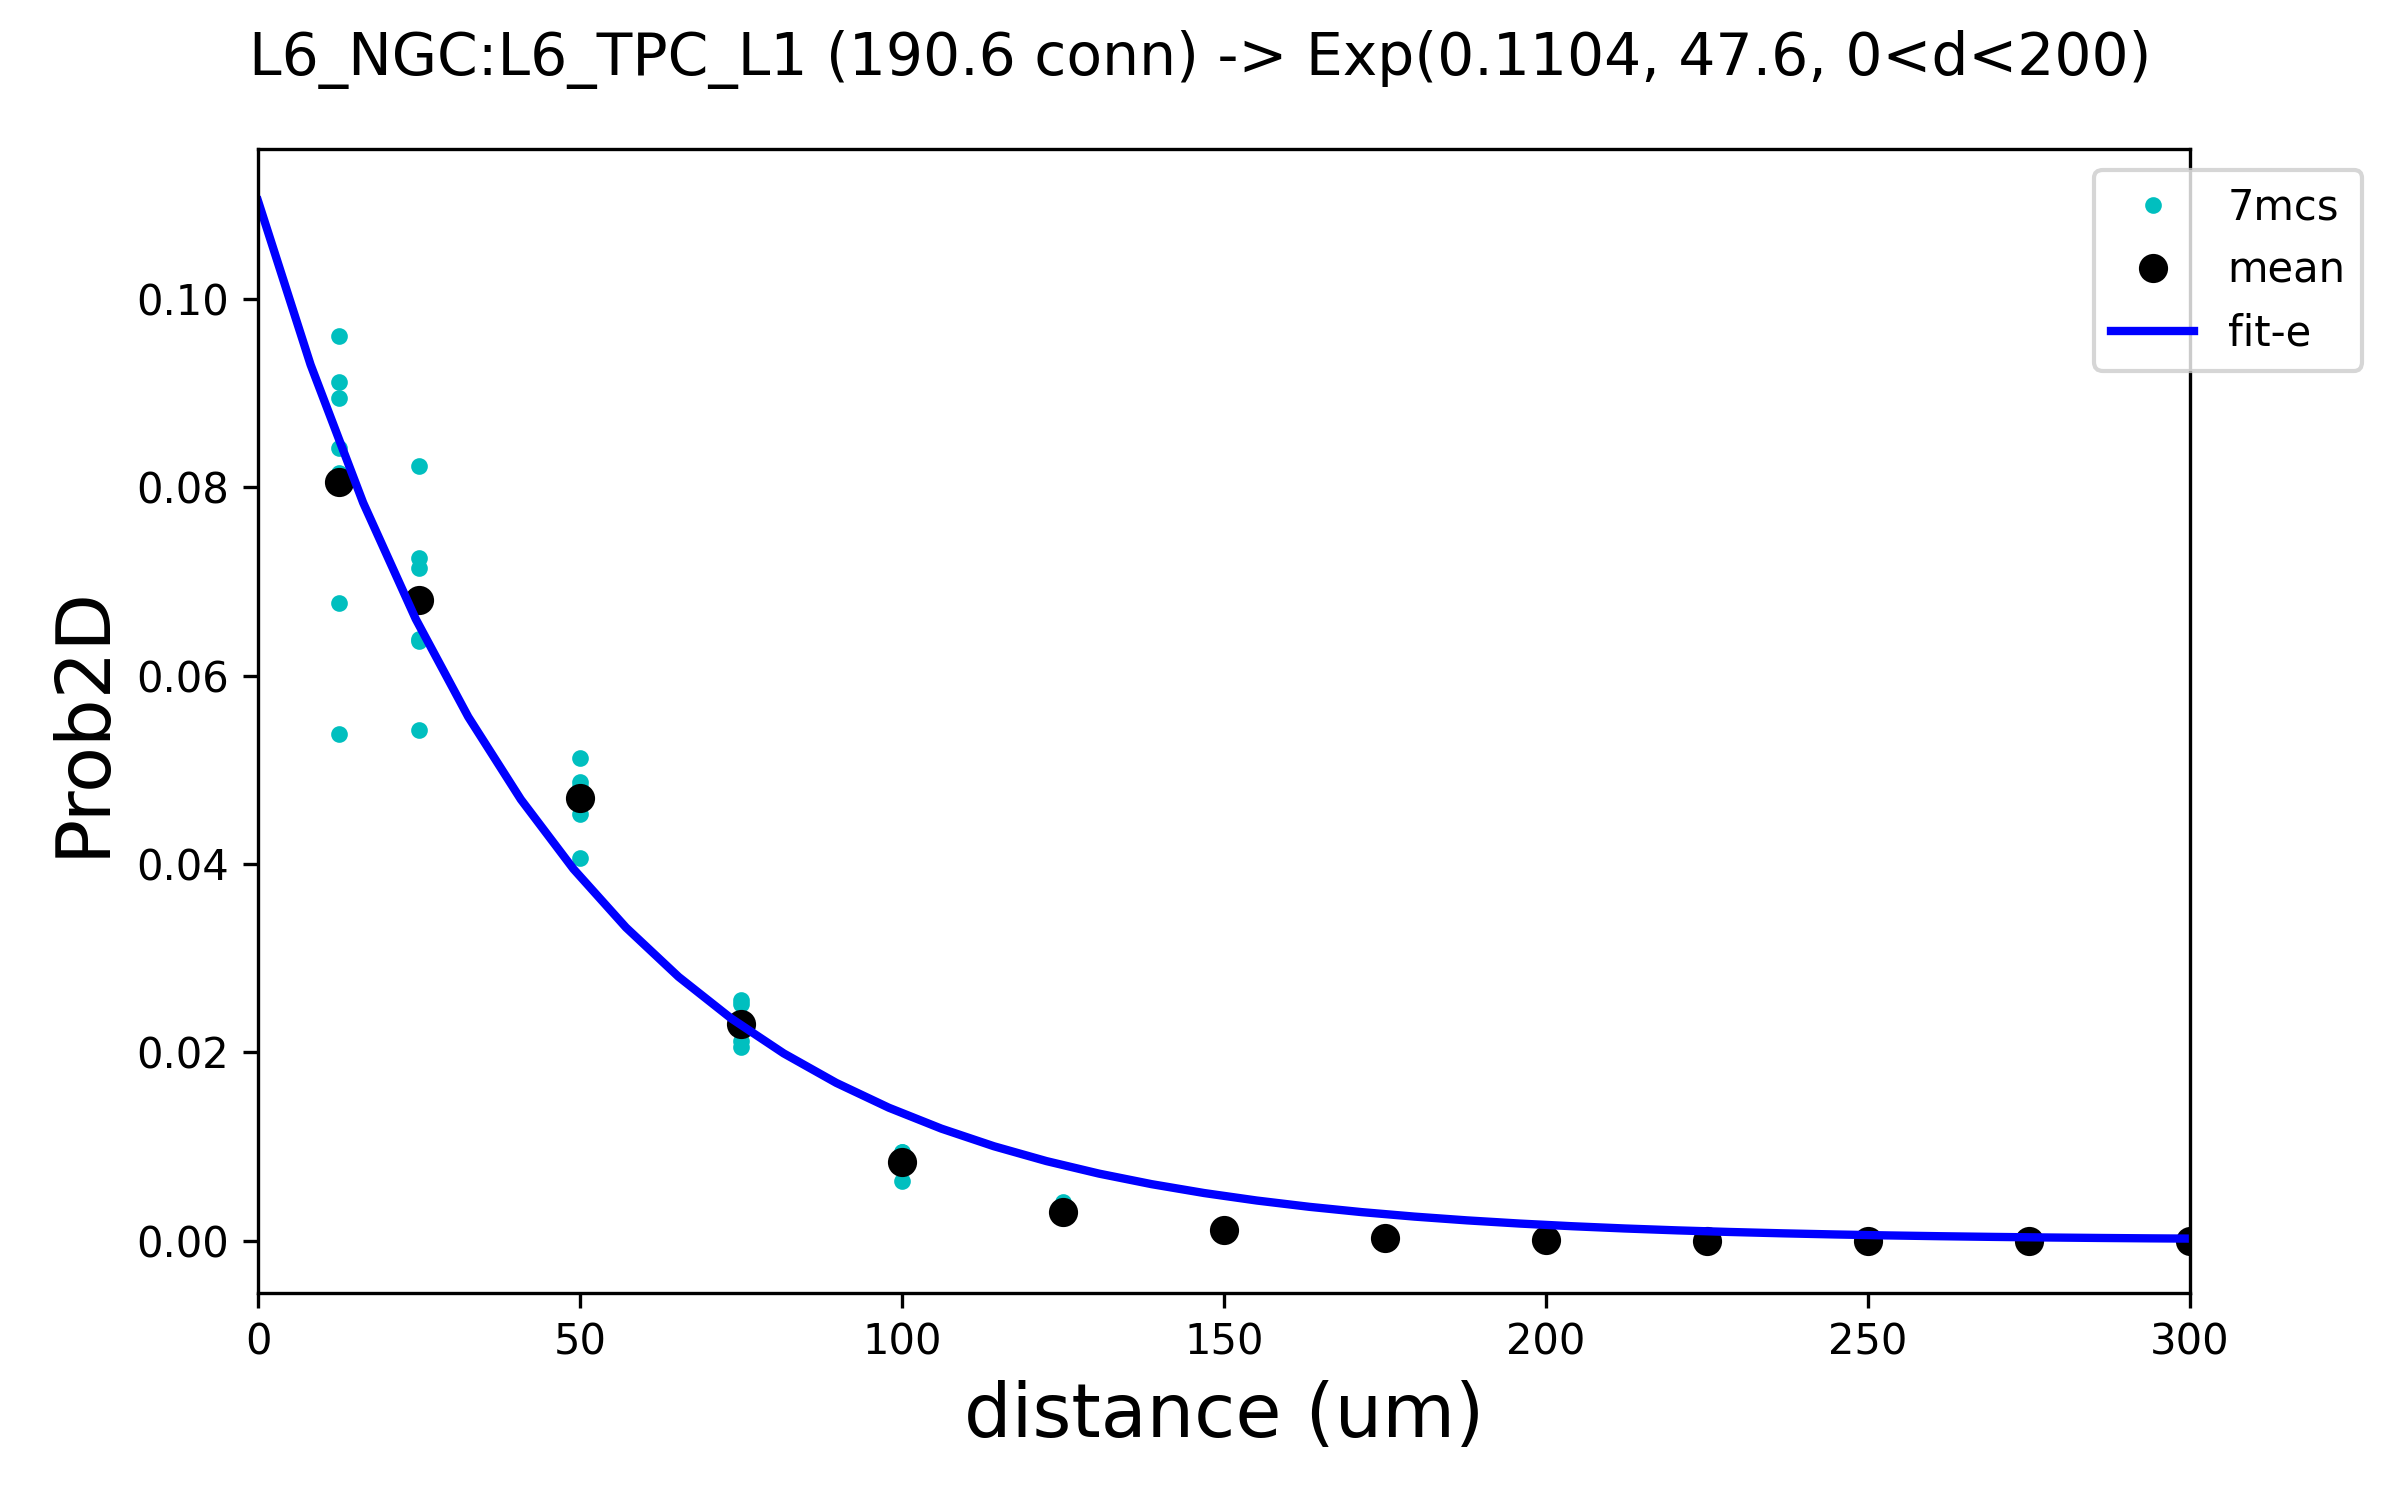 L6_NGC:L6_TPC_L1 (190.6 conn) -> Exp(0.1104, 47.6, 0<d<200)
7mcs
mean
fit-e
Prob2D
0.10
0.08
0.06
0.04
0.02
0.00
0 50 100 150 200 250 300
distance (um)